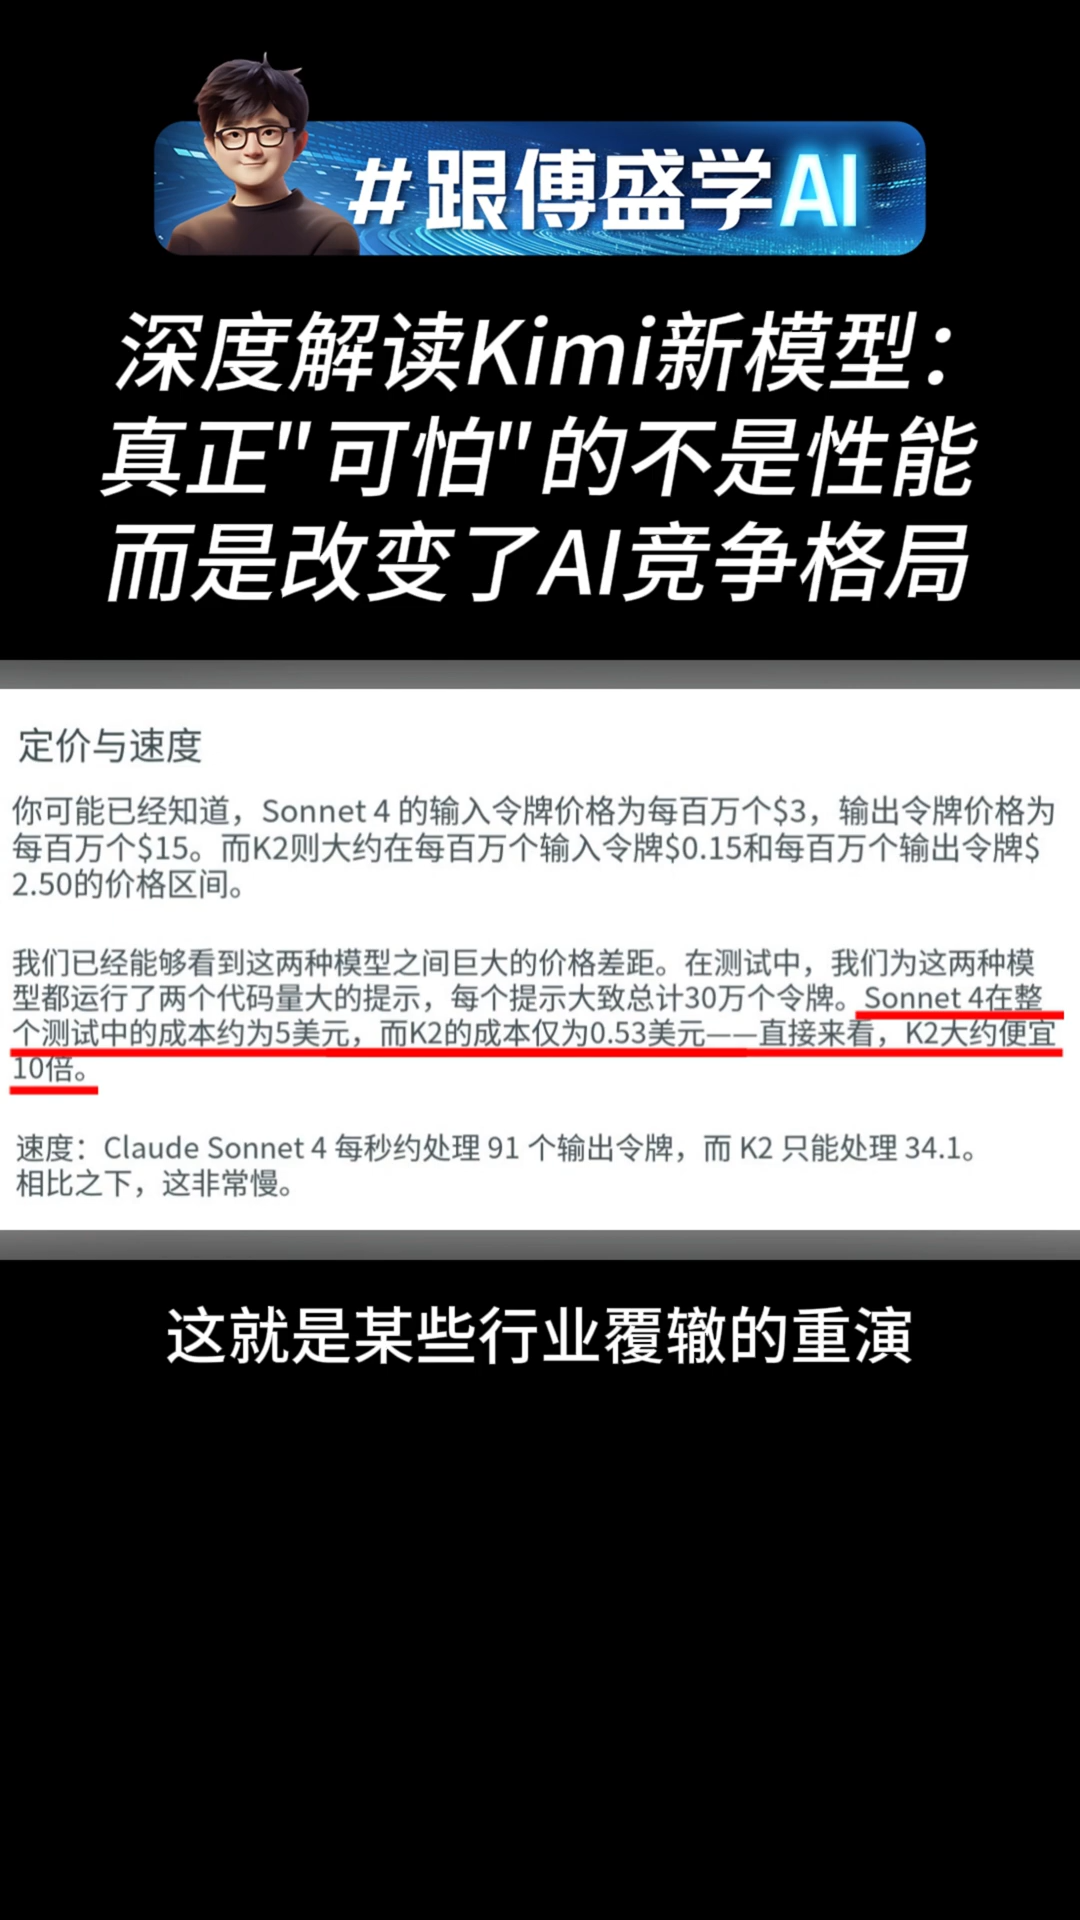 #跟傅盛学AI
深度解读Kimi新模型：
真正"可怕"的不是性能
而是改变了AI竞争格局
定价与速度
你可能已经知道，Sonnet 4 的输入令牌价格为每百万个$3，输出令牌价格为
每百万个$15。而K2则大约在每百万个输入令牌$0.15和每百万个输出令牌$
2.50的价格区间。
我们已经能够看到这两种模型之间巨大的价格差距。在测试中，我们为这两种模
型都运行了两个代码量大的提示，每个提示大致总计30万个令牌。Sonnet 4在整
个测试中的成本约为5美元，而K2的成本仅为0.53美元——直接来看，K2大约便宜
10倍。
速度：Claude Sonnet 4 每秒约处理 91 个输出令牌，而 K2 只能处理 34.1。
相比之下，这非常慢。
这就是某些行业覆辙的重演